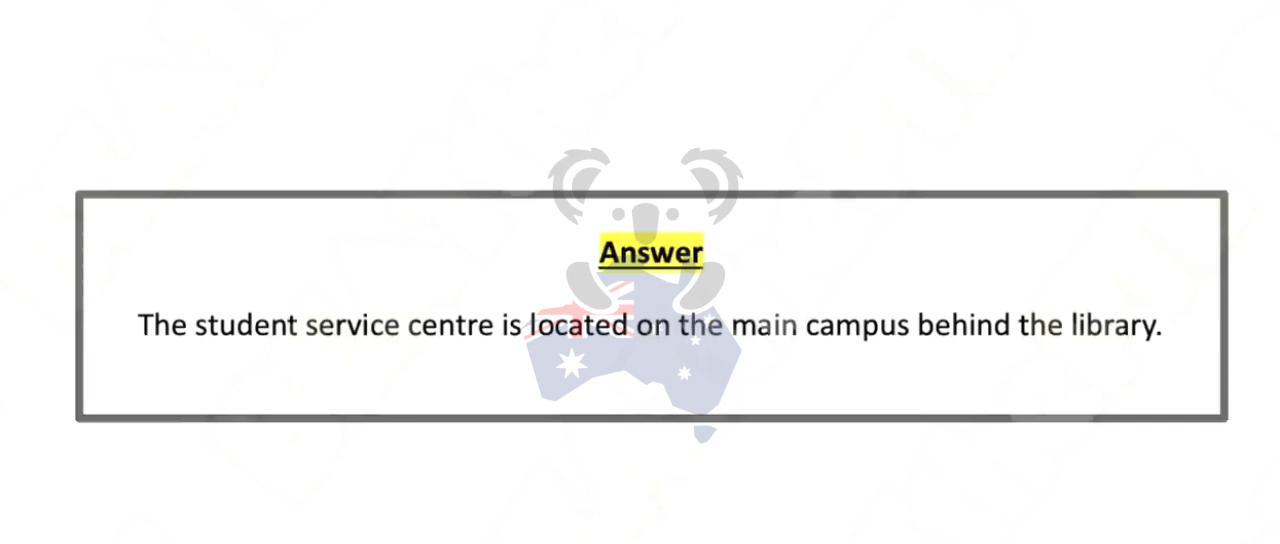 Answer
The student service centre is located on the main campus behind the library.